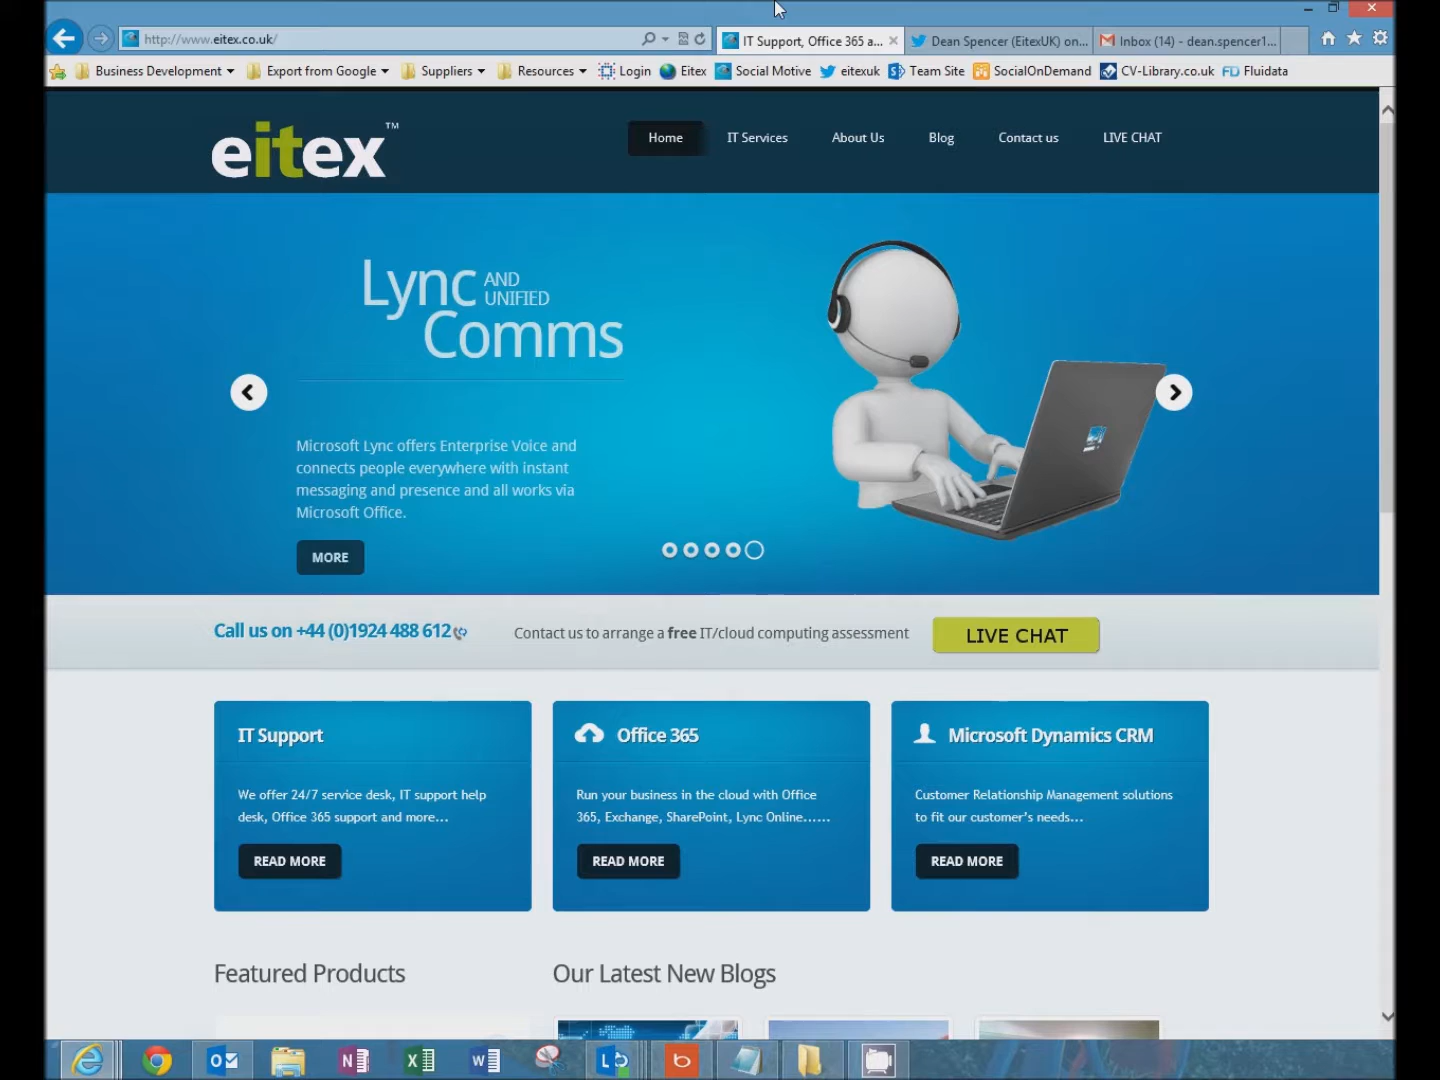 http://www.eitex.co.uk/
IT Support, Office 365 a...
Dean Spencer (EitexUK) on...
Inbox (14) - dean.spencer1...
Business Development
Export from Google
Suppliers
Resources
Login
Eitex
Social Motive
eitexuk
Team Site
SocialOnDemand
CV-Library.co.uk
FD Fluidata
eitex™
Home
IT Services
About Us
Blog
Contact us
LIVE CHAT
Lync AND UNIFIED
Comms
Microsoft Lync offers Enterprise Voice and
connects people everywhere with instant
messaging and presence and all works via
Microsoft Office.
MORE
Call us on +44 (0)1924 488 612
Contact us to arrange a free IT/cloud computing assessment
LIVE CHAT
IT Support
We offer 24/7 service desk, IT support help
desk, Office 365 support and more...
READ MORE
Office 365
Run your business in the cloud with Office
365, Exchange, SharePoint, Lync Online......
READ MORE
Microsoft Dynamics CRM
Customer Relationship Management solutions
to fit our customer's needs...
READ MORE
Featured Products
Our Latest New Blogs